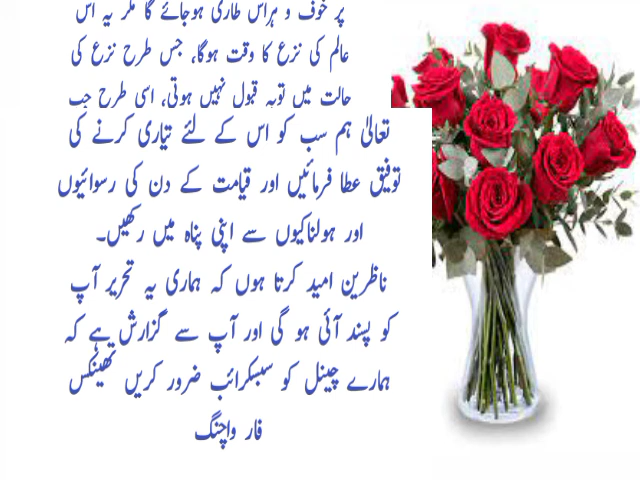 پر خوف و ہراس طاری ہوجائے گا مگر یہ اس
عالم کی نزع کا وقت ہوگا، جس طرح نزع کی
حالت میں توبہ قبول نہیں ہوتی، اسی طرح جب
تعالیٰ ہم سب کو اس کے لئے تیاری کرنے کی
توفیق عطا فرمائیں اور قیامت کے دن کی رسوائیوں
اور ہولناکیوں سے اپنی پناہ میں رکھیں۔
ناظرین امید کرتا ہوں کہ ہماری یہ تحریر آپ
کو پسند آئی ہو گی اور آپ سے گزارش ہے کہ
ہمارے چینل کو سبسکرائب ضرور کریں تھینکس
فار واچنگ